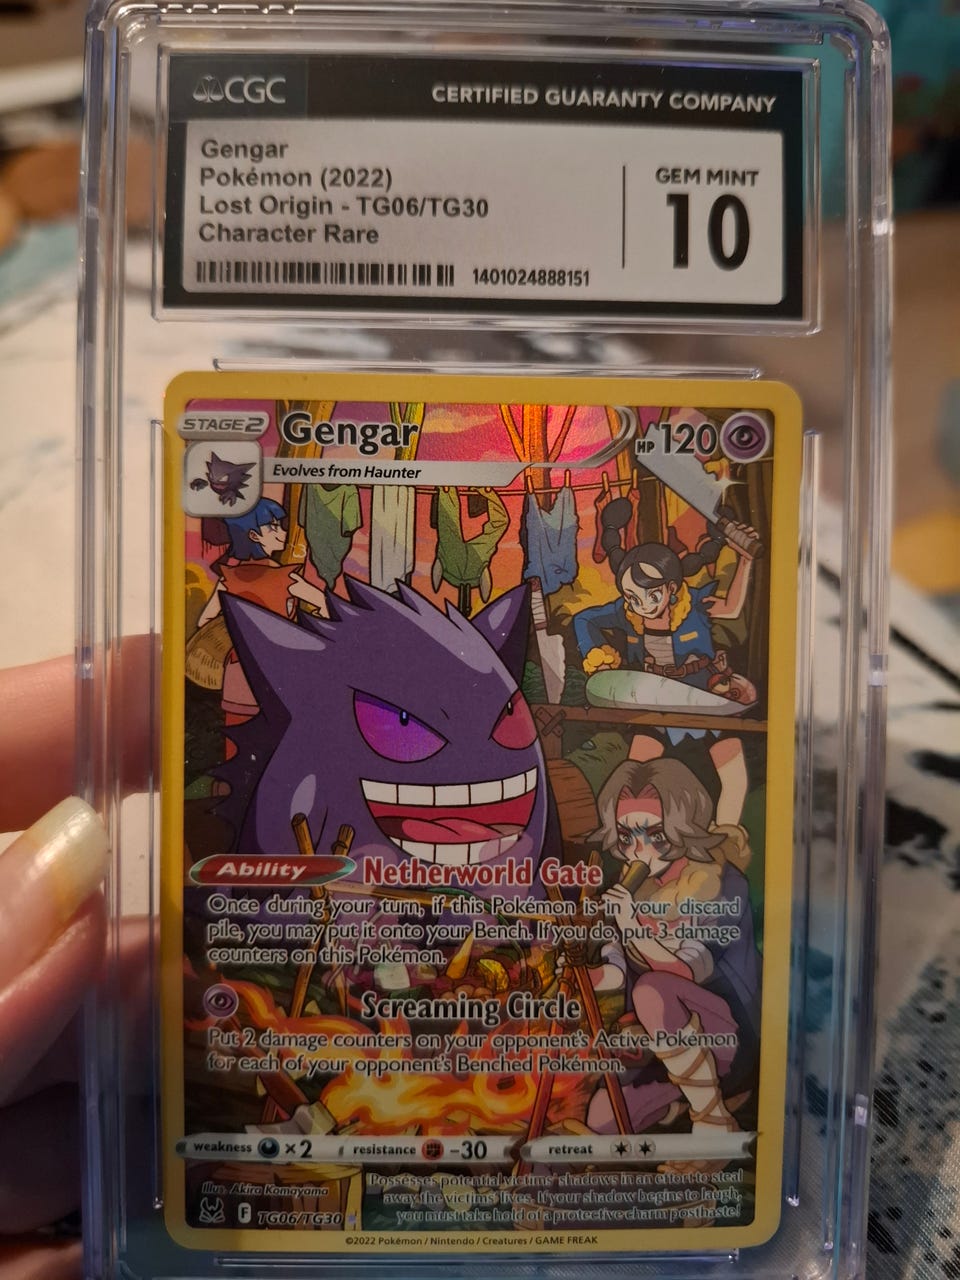 CGC
CERTIFIED GUARANTY COMPANY
Gengar
Pokémon (2022)
Lost Origin - TG06/TG30
Character Rare
1401024888151
GEM MINT
10
STAGE 2
Gengar
HP 120
Evolves from Haunter
Ability Netherworld Gate
Once during your turn, if this Pokémon is in your discard
pile, you may put it onto your Bench. If you do, put 3 damage
counters on this Pokémon.
Screaming Circle
Put 2 damage counters on your opponent's Active Pokémon
for each of your opponent's Benched Pokémon.
weakness ×2 resistance -30 retreat
Possesses potential victims' shadows in an effort to steal
away the victims' lives. If your shadow begins to laugh,
you must take hold of a protective charm posthaste!
Illus. Akira Komayama
F TG06/TG30
©2022 Pokémon / Nintendo / Creatures / GAME FREAK